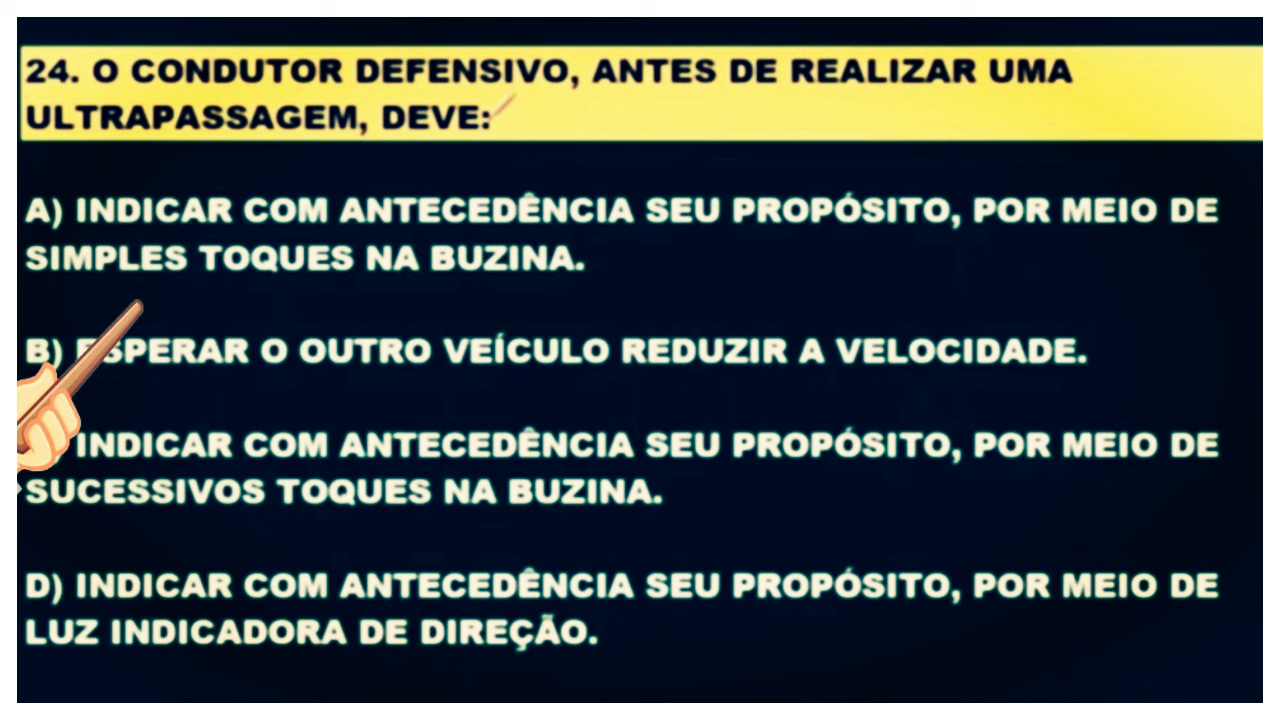 24. O CONDUTOR DEFENSIVO, ANTES DE REALIZAR UMA
ULTRAPASSAGEM, DEVE:
A) INDICAR COM ANTECEDÊNCIA SEU PROPÓSITO, POR MEIO DE
SIMPLES TOQUES NA BUZINA.
B) ESPERAR O OUTRO VEÍCULO REDUZIR A VELOCIDADE.
) INDICAR COM ANTECEDÊNCIA SEU PROPÓSITO, POR MEIO DE
SUCESSIVOS TOQUES NA BUZINA.
D) INDICAR COM ANTECEDÊNCIA SEU PROPÓSITO, POR MEIO DE
LUZ INDICADORA DE DIREÇÃO.